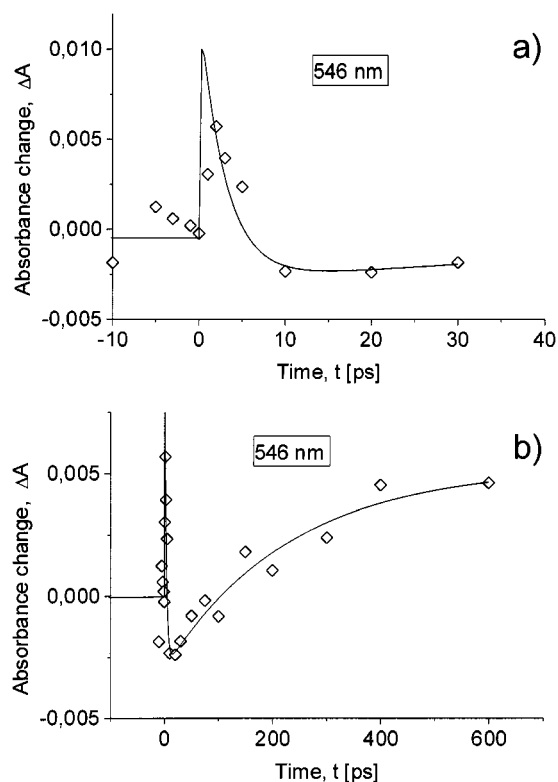 a)
546 nm
Absorbance change, ΔA
0,010
0,005
0,000
-0,005
-10 0 10 20 30 40
Time, t [ps]
b)
546 nm
Absorbance change, ΔA
0,005
0,000
-0,005
0 200 400 600
Time, t [ps]